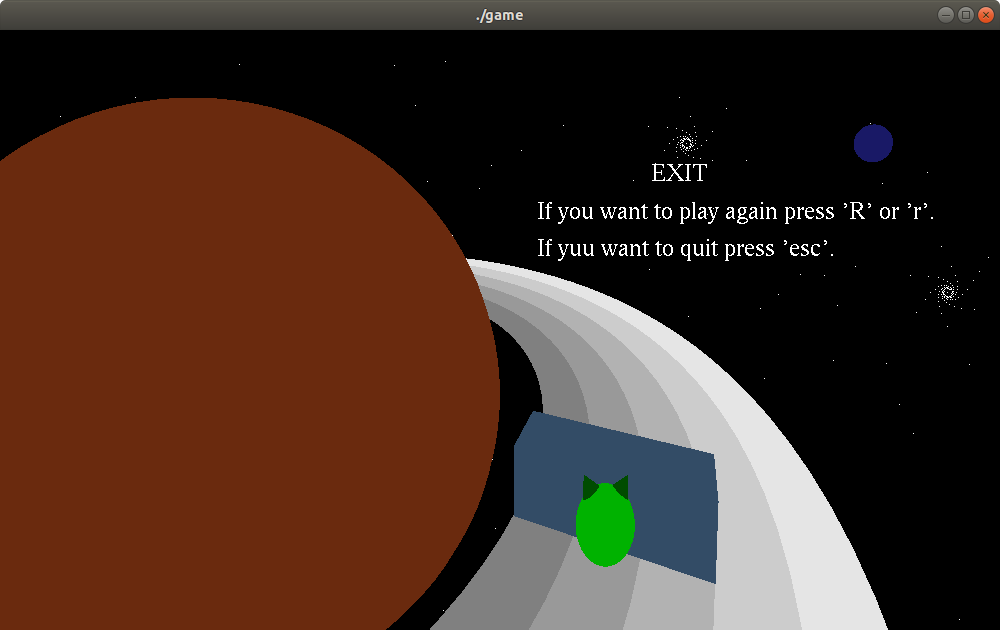 ./game
EXIT
If you want to play again press ’R’ or ’r’.
If yuu want to quit press ’esc’.